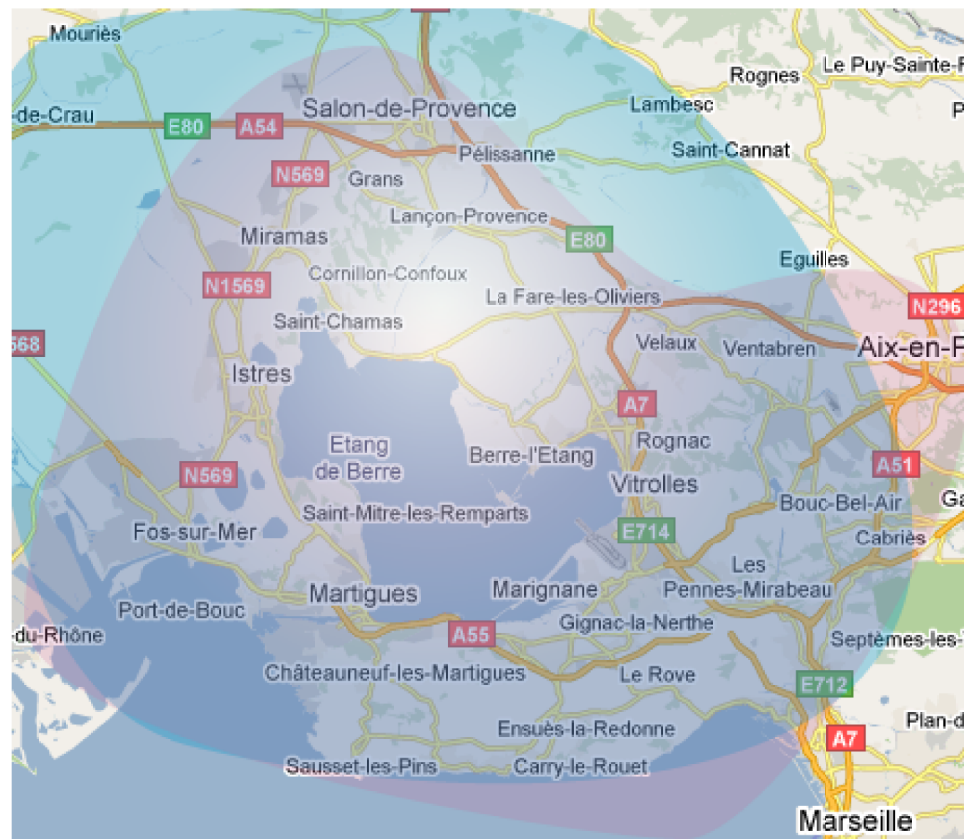 Mouriès
Le Puy-Sainte-
Rognes
Lambesc
Salon-de-Provence
-de-Crau
E80
A54
Pélissanne
Saint-Cannat
N569
Grans
Lançon-Provence
Miramas
E80
Eguilles
Cornillon-Confoux
N1569
La Fare-les-Oliviers
N296
Saint-Chamas
568
Velaux
Ventabren
Aix-en-P
Istres
A7
Rognac
Etang
de Berre
Berre-l'Etang
N569
A51
Vitrolles
Bouc-Bel-Air
Ga
Saint-Mitre-les-Remparts
Fos-sur-Mer
E714
Cabriès
Les
Pennes-Mirabeau
Martigues
Marignane
Port-de-Bouc
Gignac-la-Nerthe
-du-Rhône
A55
Septèmes-les-
Châteauneuf-les-Martigues
Le Rove
E712
Ensuès-la-Redonne
Plan-d
A7
Sausset-les-Pins
Carry-le-Rouet
Marseille